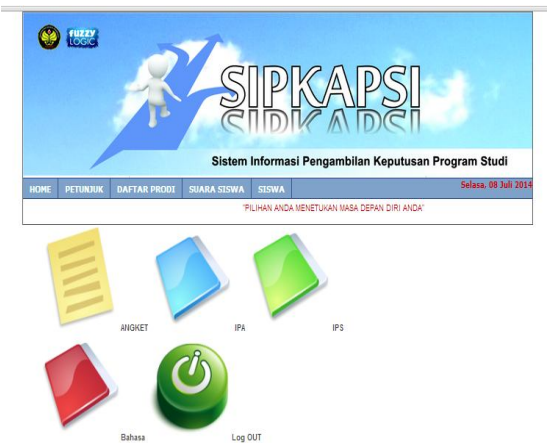 FUZZY
LOGIC
SIPKAPSI
Sistem Informasi Pengambilan Keputusan Program Studi
HOME PETUNJUK DAFTAR PRODI SUARA SISWA SISWA Selasa, 08 Juli 2014
"PILIHAN ANDA MENETUKAN MASA DEPAN DIRI ANDA"
ANGKET IPA IPS
Bahasa Log OUT